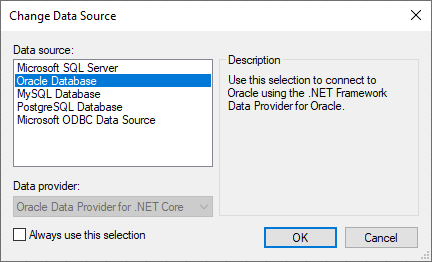 Change Data Source
Data source:
Microsoft SQL Server
Oracle Database
MySQL Database
PostgreSQL Database
Microsoft ODBC Data Source
Description
Use this selection to connect to
Oracle using the .NET Framework
Data Provider for Oracle.
Data provider:
Oracle Data Provider for .NET Core
Always use this selection
OK
Cancel